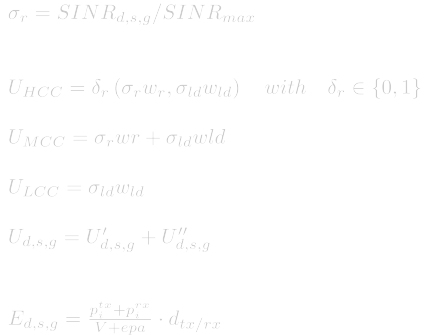 σ_r = SINR_{d,s,g}/SINR_{max}
U_{HCC} = δ_r (σ_r w_r, σ_{ld} w_{ld}) with δ_r ∈ {0, 1}
U_{MCC} = σ_r wr + σ_{ld} wld
U_{LCC} = σ_{ld} w_{ld}
U_{d,s,g} = U'_{d,s,g} + U''_{d,s,g}
E_{d,s,g} = \frac{p_i^{tx} + p_i^{rx}}{V + epa} · d_{tx/rx}